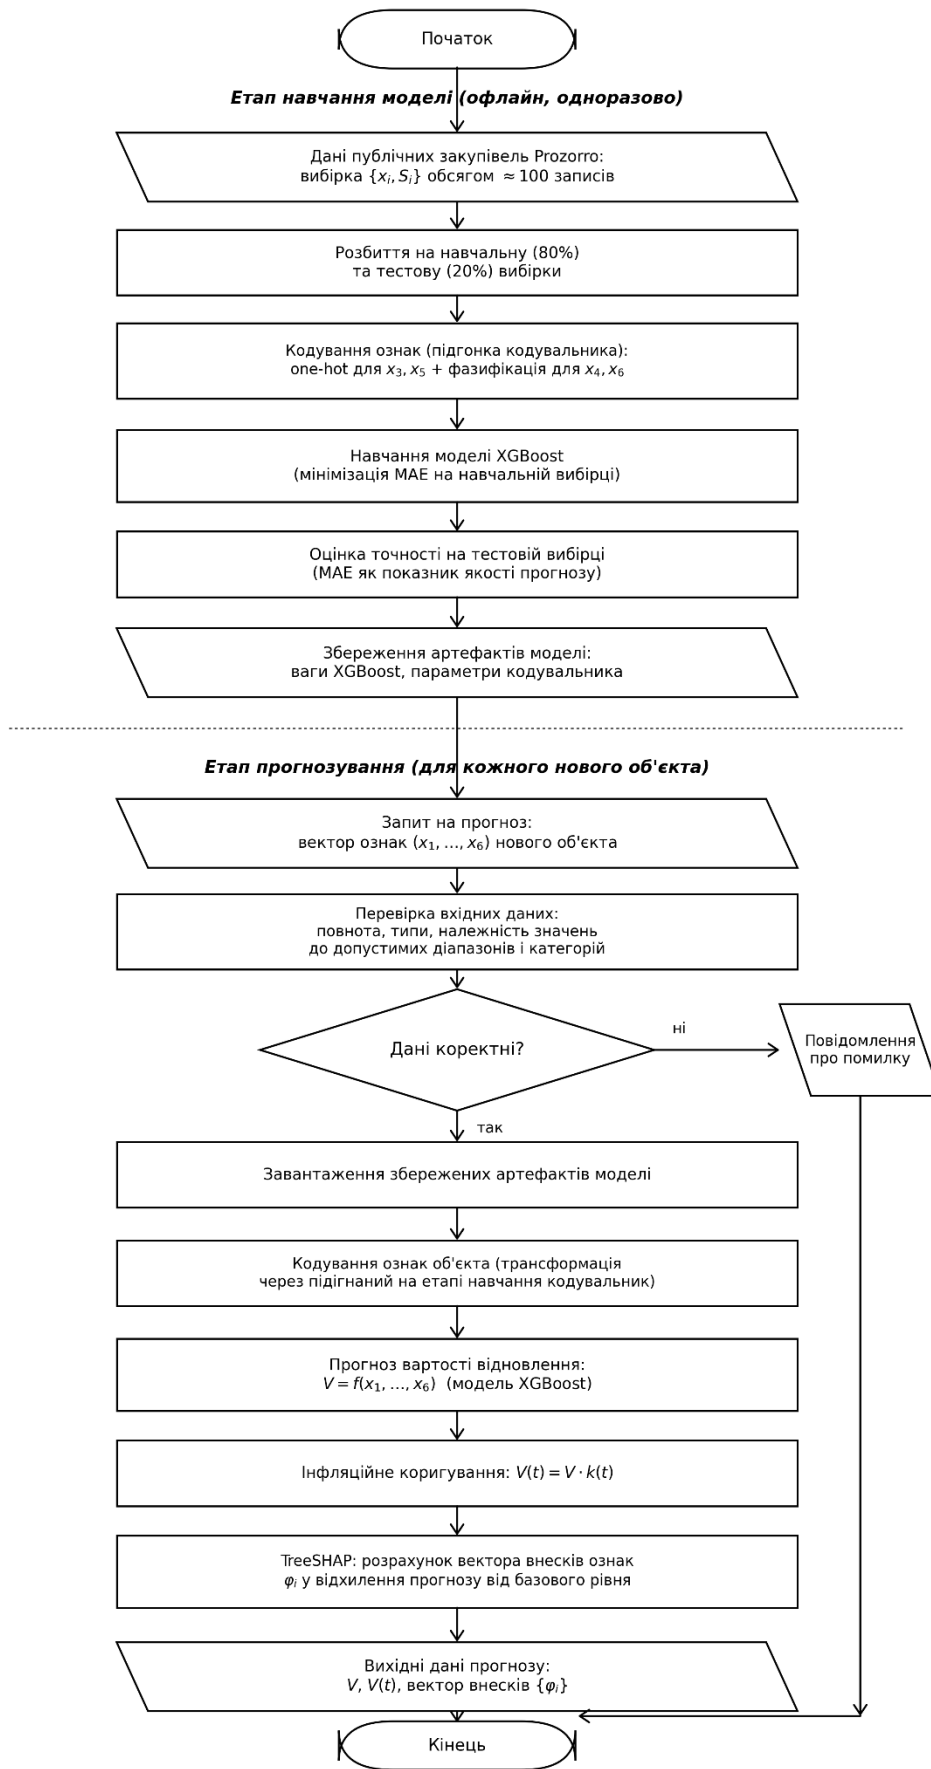 Початок
Етап навчання моделі (офлайн, одноразово)
Дані публічних закупівель Prozorro:
вибірка {xᵢ, Sᵢ} обсягом ≈ 100 записів
Розбиття на навчальну (80%)
та тестову (20%) вибірки
Кодування ознак (підгонка кодувальника):
one-hot для x₃, x₅ + фазифікація для x₄, x₆
Навчання моделі XGBoost
(мінімізація MAE на навчальній вибірці)
Оцінка точності на тестовій вибірці
(MAE як показник якості прогнозу)
Збереження артефактів моделі:
ваги XGBoost, параметри кодувальника
Етап прогнозування (для кожного нового об'єкта)
Запит на прогноз:
вектор ознак (x₁, ..., x₆) нового об'єкта
Перевірка вхідних даних:
повнота, типи, належність значень
до допустимих діапазонів і категорій
Дані коректні?
ні
Повідомлення
про помилку
так
Завантаження збережених артефактів моделі
Кодування ознак об'єкта (трансформація
через підігнаний на етапі навчання кодувальник)
Прогноз вартості відновлення:
V = f(x₁, ..., x₆) (модель XGBoost)
Інфляційне коригування: V(t) = V · k(t)
TreeSHAP: розрахунок вектора внесків ознак
φᵢ у відхилення прогнозу від базового рівня
Вихідні дані прогнозу:
V, V(t), вектор внесків {φᵢ}
Кінець